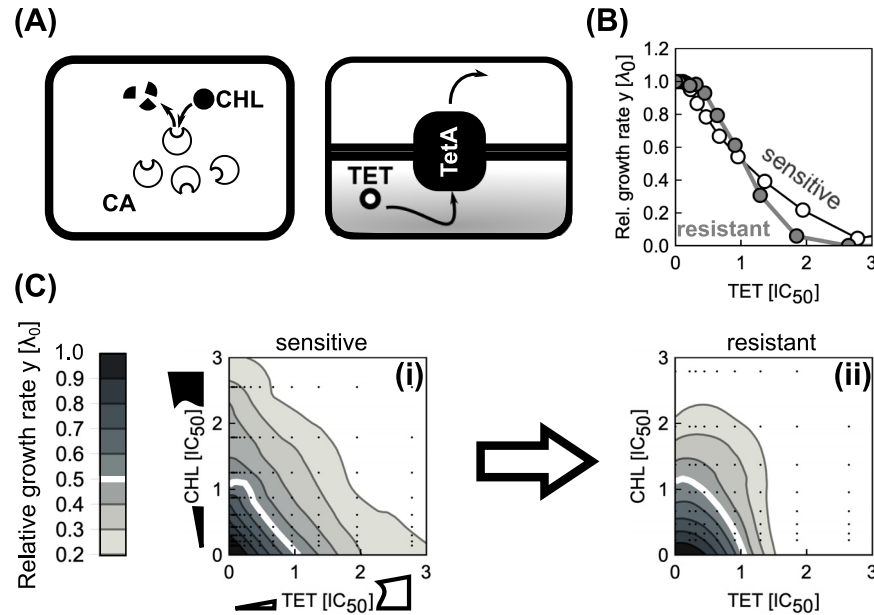 (A)
CHL
CA
TetA
TET
(B)
Rel. growth rate y [λ₀]
1.2
1.0
0.8
0.6
0.4
0.2
0.0
sensitive
resistant
0 1 2 3
TET [IC₅₀]
(C)
Relative growth rate y [λ₀]
1.0
0.9
0.8
0.7
0.6
0.5
0.4
0.3
0.2
sensitive
(i)
CHL [IC₅₀]
3
2
1
0
0 1 2 3
TET [IC₅₀]
resistant
(ii)
CHL [IC₅₀]
3
2
1
0
0 1 2 3
TET [IC₅₀]